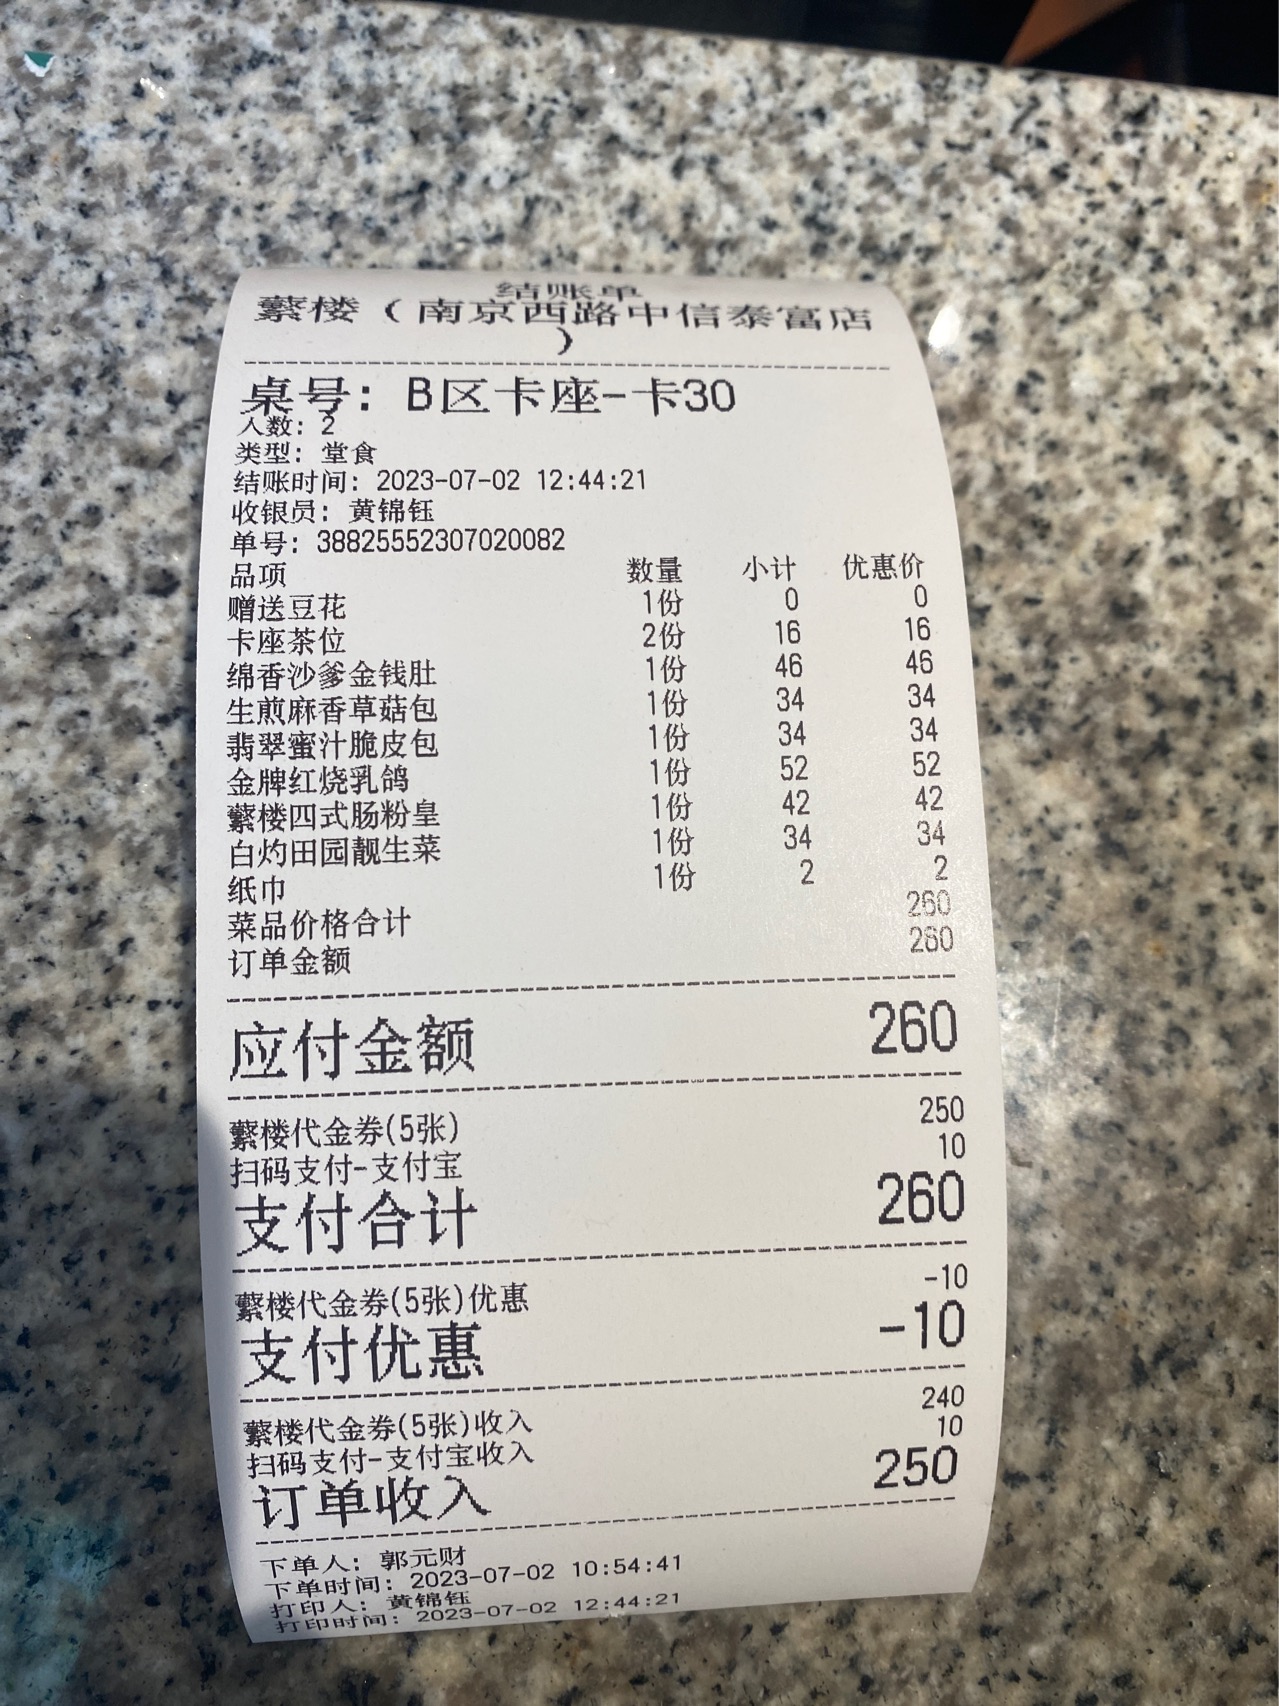 结账单
蘩楼（南京西路中信泰富店
）
桌号: B区卡座-卡30
人数: 2
类型: 堂食
结账时间: 2023-07-02 12:44:21
收银员: 黄锦钰
单号: 38825552307020082
品项 数量 小计 优惠价
赠送豆花 1份 0 0
卡座茶位 2份 16 16
绵香沙爹金钱肚 1份 46 46
生煎麻香草菇包 1份 34 34
翡翠蜜汁脆皮包 1份 34 34
金牌红烧乳鸽 1份 52 52
蘩楼四式肠粉皇 1份 42 42
白灼田园靓生菜 1份 34 34
纸巾 1份 2 2
菜品价格合计 260
订单金额 260
应付金额 260
蘩楼代金券(5张) 250
扫码支付-支付宝 10
支付合计 260
蘩楼代金券(5张)优惠 -10
支付优惠 -10
蘩楼代金券(5张)收入 240
扫码支付-支付宝收入 10
订单收入 250
下单人: 郭元财
下单时间: 2023-07-02 10:54:41
打印人: 黄锦钰
打印时间: 2023-07-02 12:44:21